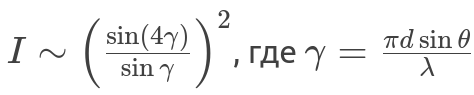 I ∼ (sin(4γ)/sin γ)², где γ = πd sin θ/λ